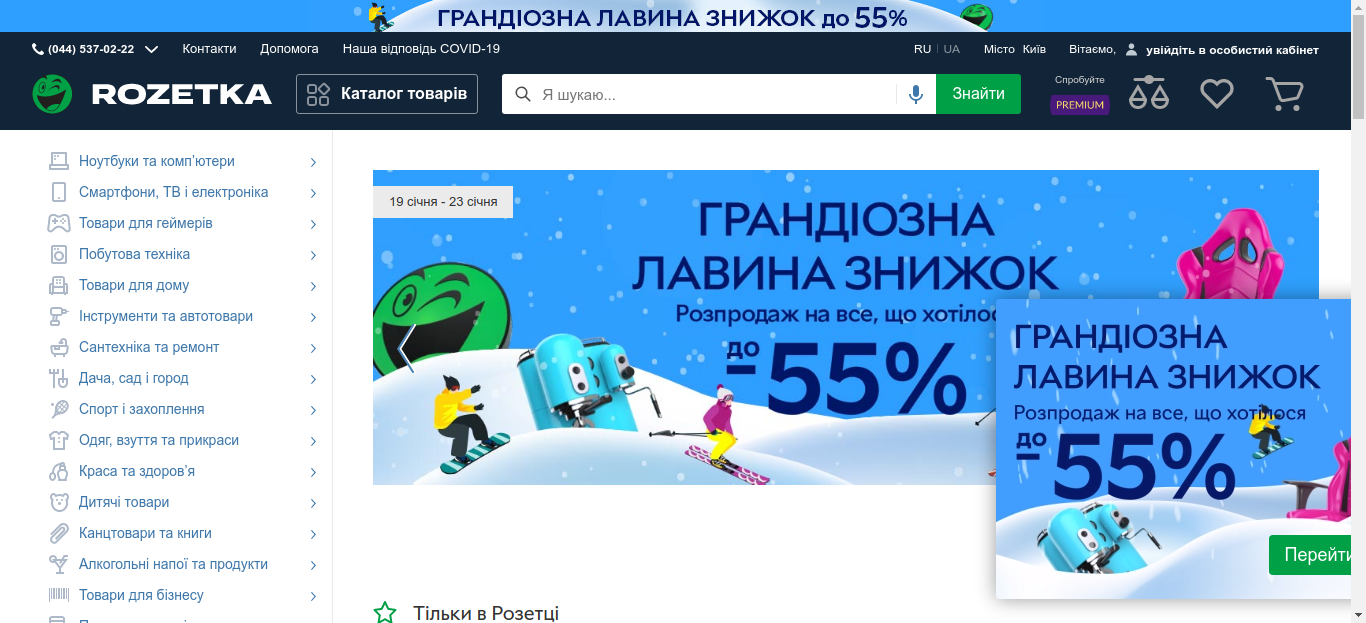 ГРАНДІОЗНА ЛАВИНА ЗНИЖОК до 55%
(044) 537-02-22 Контакти Допомога Наша відповідь COVID-19 RU | UA Місто Київ Вітаємо, увійдіть в особистий кабінет
ROZETKA Каталог товарів Я шукаю... Знайти Спробуйте
PREMIUM
Ноутбуки та комп'ютери
Смартфони, ТВ і електроніка
Товари для геймерів
Побутова техніка
Товари для дому
Інструменти та автотовари
Сантехніка та ремонт
Дача, сад і город
Спорт і захоплення
Одяг, взуття та прикраси
Краса та здоров'я
Дитячі товари
Канцтовари та книги
Алкогольні напої та продукти
Товари для бізнесу
19 січня - 23 січня
ГРАНДІОЗНА
ЛАВИНА ЗНИЖОК
Розпродаж на все, що хотілос
до
-55%
ГРАНДІОЗНА
ЛАВИНА ЗНИЖОК
Розпродаж на все, що хотілося
до
-55%
Перейти
Тільки в Розетці